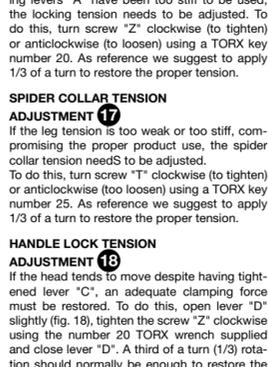 ing levers "A" have been too stiff to be used,
the locking tension needs to be adjusted. To
do this, turn screw "Z" clockwise (to tighten)
or anticlockwise (to loosen) using a TORX key
number 20. As reference we suggest to apply
1/3 of a turn to restore the proper tension.
SPIDER COLLAR TENSION
ADJUSTMENT 17
If the leg tension is too weak or too stiff, com-
promising the proper product use, the spider
collar tension needS to be adjusted.
To do this, turn screw "T" clockwise (to tighten)
or anticlockwise (too loosen) using a TORX key
number 25. As reference we suggest to apply
1/3 of a turn to restore the proper tension.
HANDLE LOCK TENSION
ADJUSTMENT 18
If the head tends to move despite having tight-
ened lever "C", an adequate clamping force
must be restored. To do this, open lever "D"
slightly (fig. 18), tighten the screw "Z" clockwise
using the number 20 TORX wrench supplied
and close lever "D". A third of a turn (1/3) rota-
tion should normally be enough to restore the